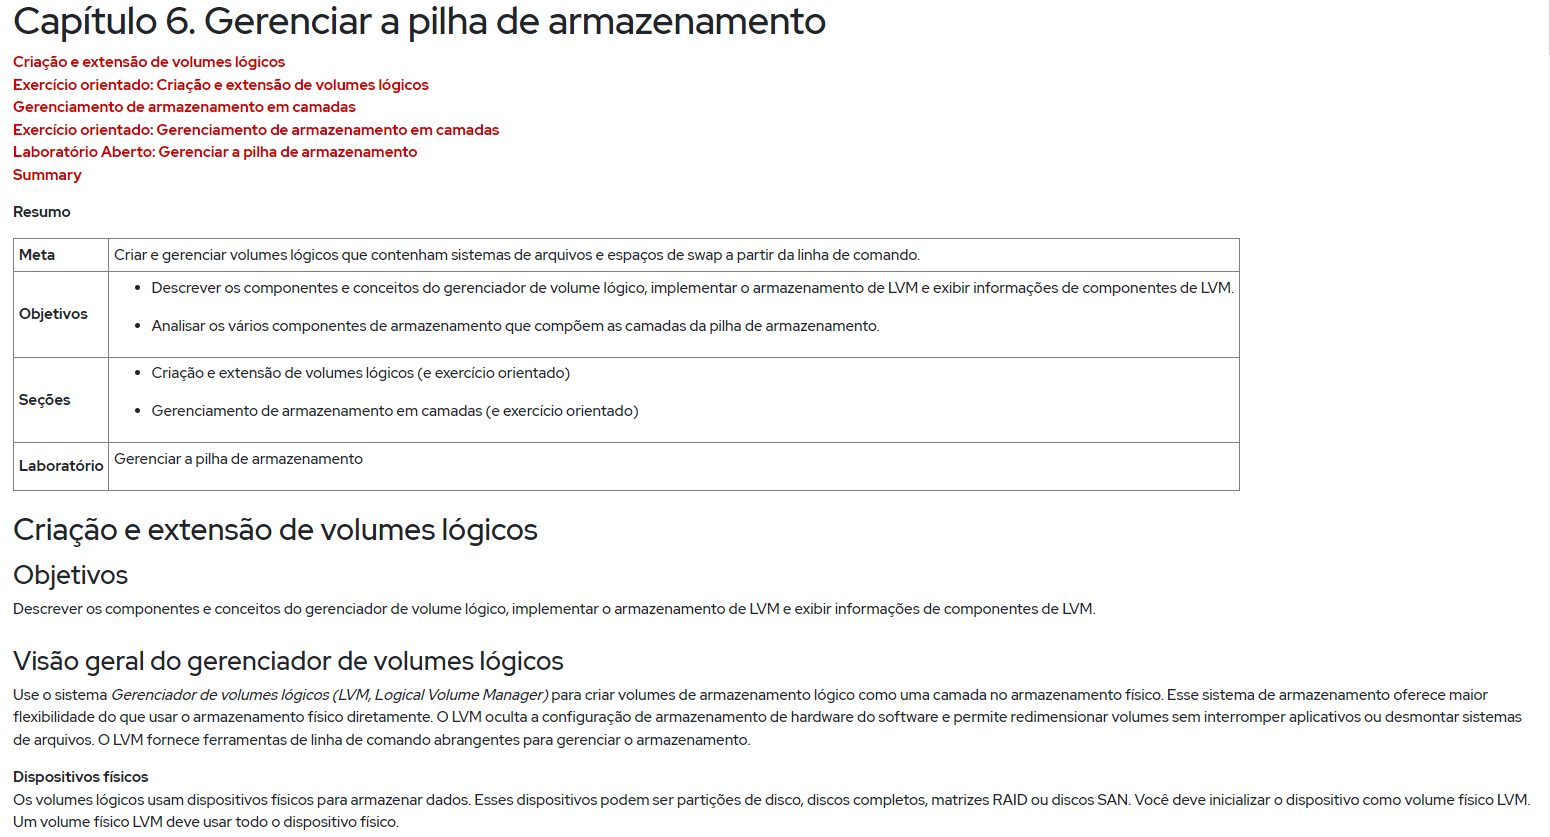 Capítulo 6. Gerenciar a pilha de armazenamento
Criação e extensão de volumes lógicos
Exercício orientado: Criação e extensão de volumes lógicos
Gerenciamento de armazenamento em camadas
Exercício orientado: Gerenciamento de armazenamento em camadas
Laboratório Aberto: Gerenciar a pilha de armazenamento
Summary
Resumo
Meta
Criar e gerenciar volumes lógicos que contenham sistemas de arquivos e espaços de swap a partir da linha de comando.
Objetivos
• Descrever os componentes e conceitos do gerenciador de volume lógico, implementar o armazenamento de LVM e exibir informações de componentes de LVM.
• Analisar os vários componentes de armazenamento que compõem as camadas da pilha de armazenamento.
Seções
• Criação e extensão de volumes lógicos (e exercício orientado)
• Gerenciamento de armazenamento em camadas (e exercício orientado)
Laboratório
Gerenciar a pilha de armazenamento
Criação e extensão de volumes lógicos
Objetivos
Descrever os componentes e conceitos do gerenciador de volume lógico, implementar o armazenamento de LVM e exibir informações de componentes de LVM.
Visão geral do gerenciador de volumes lógicos
Use o sistema Gerenciador de volumes lógicos (LVM, Logical Volume Manager) para criar volumes de armazenamento lógico como uma camada no armazenamento físico. Esse sistema de armazenamento oferece maior
flexibilidade do que usar o armazenamento físico diretamente. O LVM oculta a configuração de armazenamento de hardware do software e permite redimensionar volumes sem interromper aplicativos ou desmontar sistemas
de arquivos. O LVM fornece ferramentas de linha de comando abrangentes para gerenciar o armazenamento.
Dispositivos físicos
Os volumes lógicos usam dispositivos físicos para armazenar dados. Esses dispositivos podem ser partições de disco, discos completos, matrizes RAID ou discos SAN. Você deve inicializar o dispositivo como volume físico LVM.
Um volume físico LVM deve usar todo o dispositivo físico.